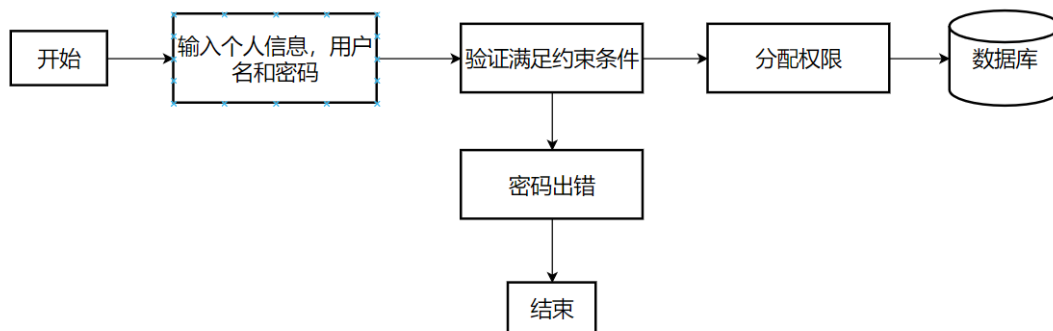 开始
输入个人信息，用户
名和密码
验证满足约束条件
分配权限
数据库
密码出错
结束